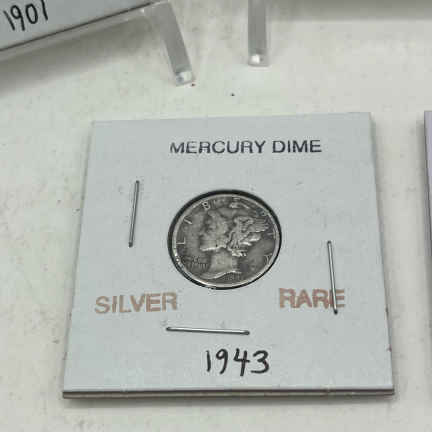 1901
MERCURY DIME
LIBERTY
SILVER RARE
1943